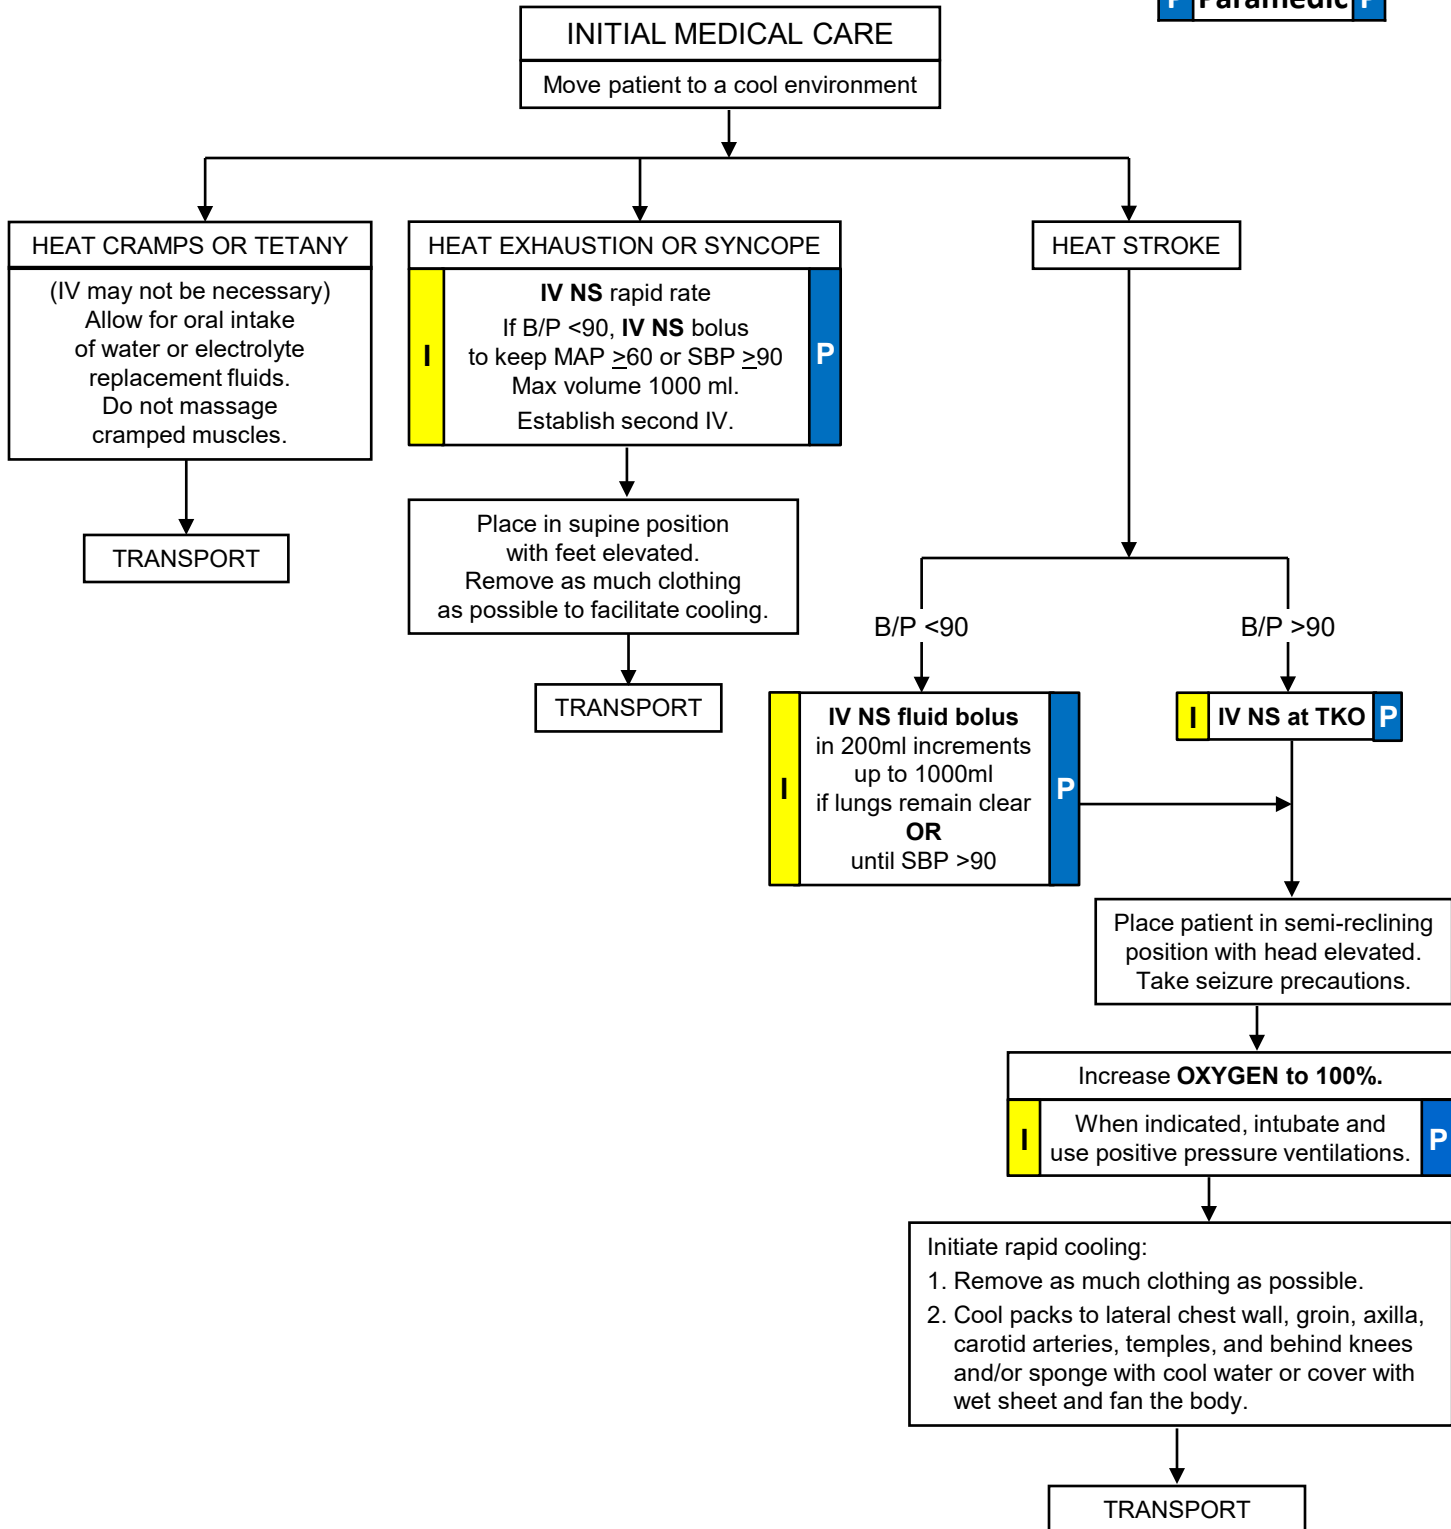 P Paramedic P
INITIAL MEDICAL CARE
Move patient to a cool environment
HEAT CRAMPS OR TETANY
(IV may not be necessary)
Allow for oral intake
of water or electrolyte
replacement fluids.
Do not massage
cramped muscles.
TRANSPORT
HEAT EXHAUSTION OR SYNCOPE
I
IV NS rapid rate
If B/P <90, IV NS bolus
to keep MAP ≥60 or SBP ≥90
Max volume 1000 ml.
Establish second IV.
P
Place in supine position
with feet elevated.
Remove as much clothing
as possible to facilitate cooling.
TRANSPORT
HEAT STROKE
B/P <90
I
IV NS fluid bolus
in 200ml increments
up to 1000ml
if lungs remain clear
OR
until SBP >90
P
B/P >90
I IV NS at TKO P
Place patient in semi-reclining
position with head elevated.
Take seizure precautions.
Increase OXYGEN to 100%.
I
When indicated, intubate and
use positive pressure ventilations.
P
Initiate rapid cooling:
1. Remove as much clothing as possible.
2. Cool packs to lateral chest wall, groin, axilla,
carotid arteries, temples, and behind knees
and/or sponge with cool water or cover with
wet sheet and fan the body.
TRANSPORT